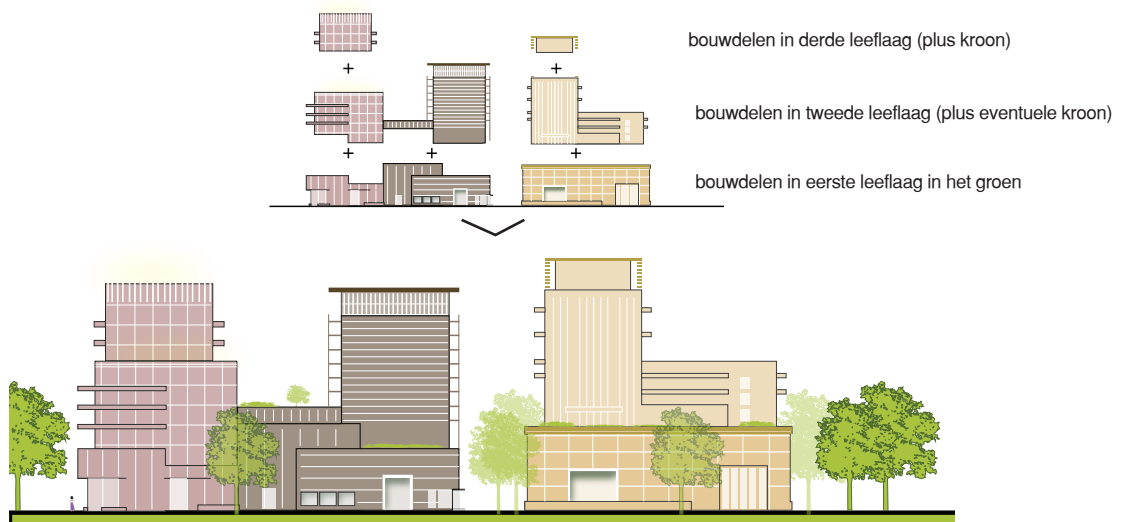 bouwdelen in derde leeflaag (plus kroon)
bouwdelen in tweede leeflaag (plus eventuele kroon)
bouwdelen in eerste leeflaag in het groen